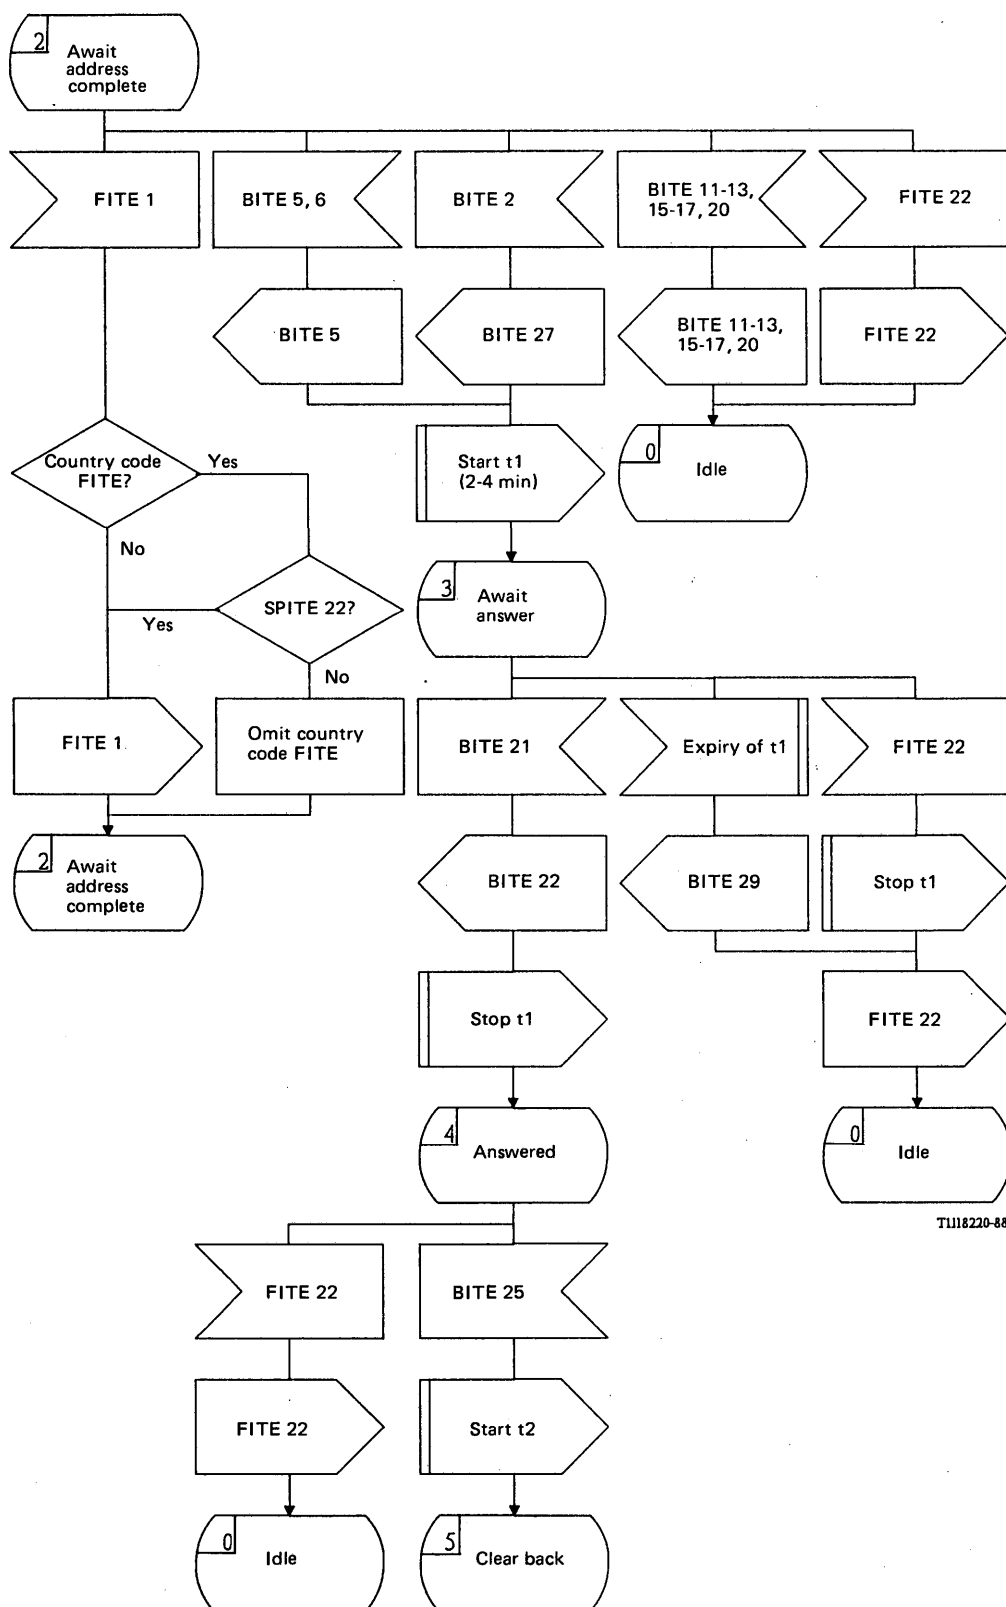 2
Await
address
complete
FITE 1
BITE 5, 6
BITE 2
BITE 11-13,
15-17, 20
FITE 22
BITE 5
BITE 27
BITE 11-13,
15-17, 20
FITE 22
Country code
FITE?
Yes
No
Start t1
(2-4 min)
0
Idle
SPITE 22?
Yes
No
3
Await
answer
FITE 1
Omit country
code FITE
BITE 21
Expiry of t1
FITE 22
2
Await
address
complete
BITE 22
BITE 29
Stop t1
Stop t1
FITE 22
4
Answered
0
Idle
T1118220-88
FITE 22
BITE 25
FITE 22
Start t2
0
Idle
5
Clear back